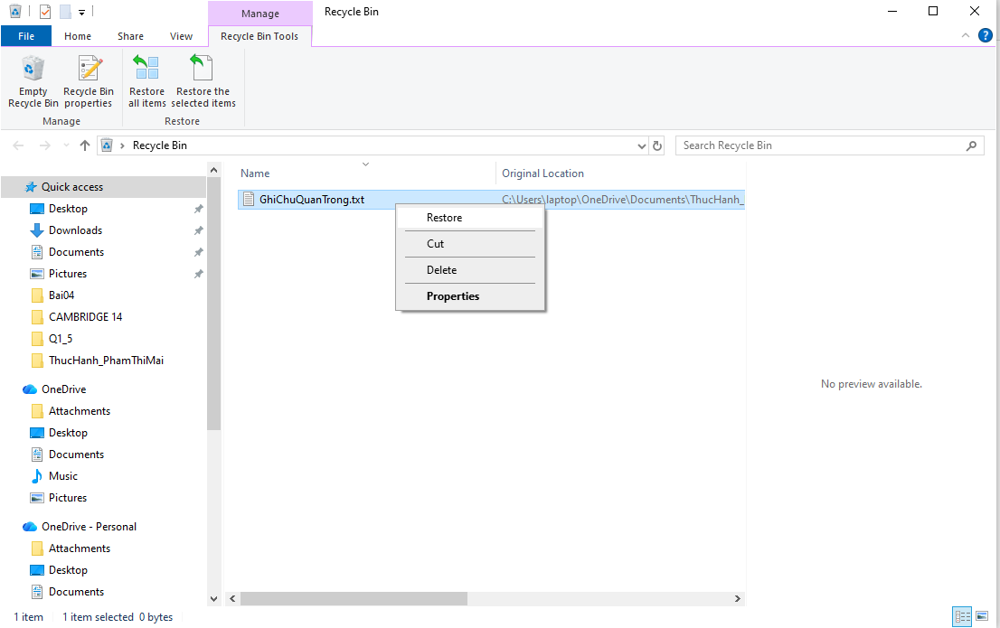 Manage
Recycle Bin
File
Home
Share
View
Recycle Bin Tools
?
Empty Recycle Bin
Recycle Bin properties
Restore all items
Restore the selected items
Manage
Restore
Recycle Bin
Search Recycle Bin
Name
Original Location
Quick access
Desktop
Downloads
Documents
Pictures
Bai04
CAMBRIDGE 14
Q1_5
ThucHanh_PhamThiMai
OneDrive
Attachments
Desktop
Documents
Music
Pictures
OneDrive - Personal
Attachments
Desktop
Documents
GhiChuQuanTrong.txt
C:\Users\laptop\OneDrive\Documents\ThucHanh_
Restore
Cut
Delete
Properties
No preview available.
1 item
1 item selected 0 bytes